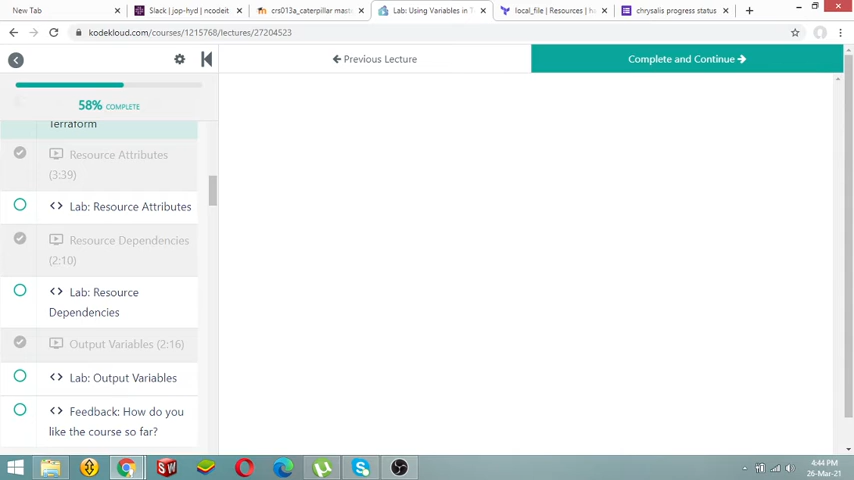 New Tab
Slack | jop-hyd | ncodeit
crs013a_caterpillar mast
Lab: Using Variables in T
local_file | Resources | h
chrysalis progress status
kodekloud.com/courses/1215768/lectures/27204523
Previous Lecture
Complete and Continue
58% COMPLETE
Terraform
Resource Attributes
(3:39)
Lab: Resource Attributes
Resource Dependencies
(2:10)
Lab: Resource
Dependencies
Output Variables (2:16)
Lab: Output Variables
Feedback: How do you
like the course so far?
4:44 PM
26-Mar-21